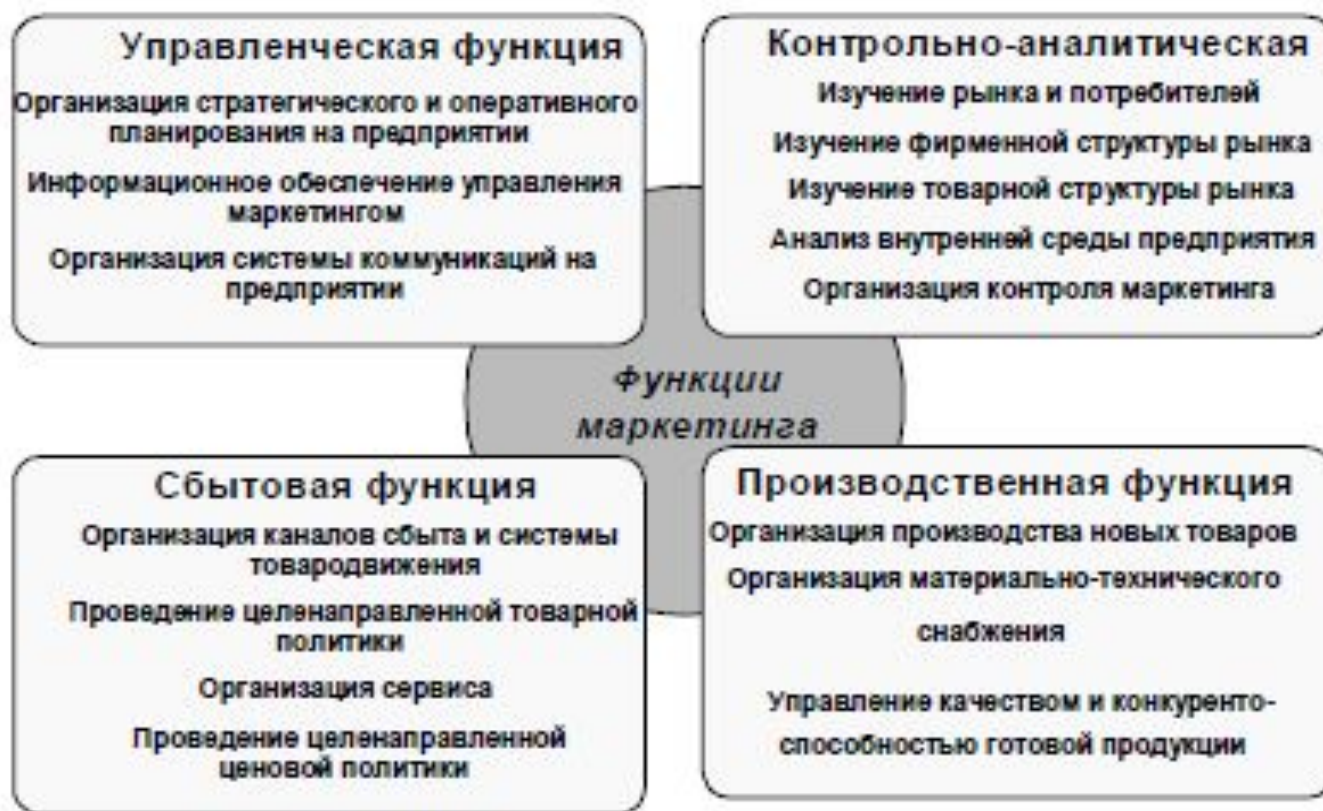 Управленческая функция
Организация стратегического и оперативного
планирования на предприятии
Информационное обеспечение управления
маркетингом
Организация системы коммуникаций на
предприятии
Контрольно-аналитическая
Изучение рынка и потребителей
Изучение фирменной структуры рынка
Изучение товарной структуры рынка
Анализ внутренней среды предприятия
Организация контроля маркетинга
Функции
маркетинга
Сбытовая функция
Организация каналов сбыта и системы
товародвижения
Проведение целенаправленной товарной
политики
Организация сервиса
Проведение целенаправленной
ценовой политики
Производственная функция
Организация производства новых товаров
Организация материально-технического
снабжения
Управление качеством и конкуренто-
способностью готовой продукции